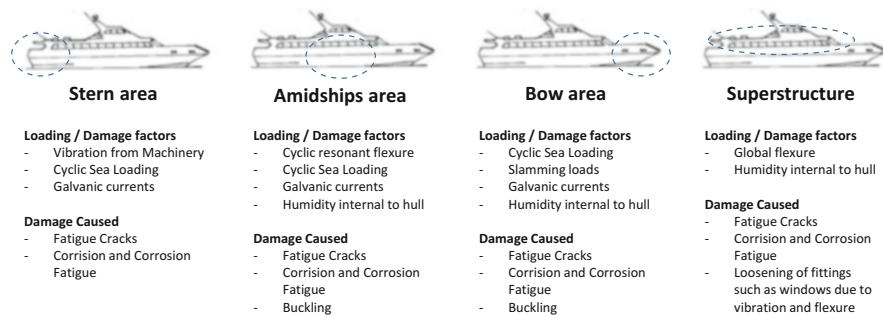 Stern area
Loading / Damage factors
- Vibration from Machinery
- Cyclic Sea Loading
- Galvanic currents
Damage Caused
- Fatigue Cracks
- Corrision and Corrosion
Fatigue
Amidships area
Loading / Damage factors
- Cyclic resonant flexure
- Cyclic Sea Loading
- Galvanic currents
- Humidity internal to hull
Damage Caused
- Fatigue Cracks
- Corrision and Corrosion
Fatigue
- Buckling
Bow area
Loading / Damage factors
- Cyclic Sea Loading
- Slamming loads
- Galvanic currents
- Humidity internal to hull
Damage Caused
- Fatigue Cracks
- Corrision and Corrosion
Fatigue
- Buckling
Superstructure
Loading / Damage factors
- Global flexure
- Humidity internal to hull
Damage Caused
- Fatigue Cracks
- Corrision and Corrosion
Fatigue
- Loosening of fittings
such as windows due to
vibration and flexure